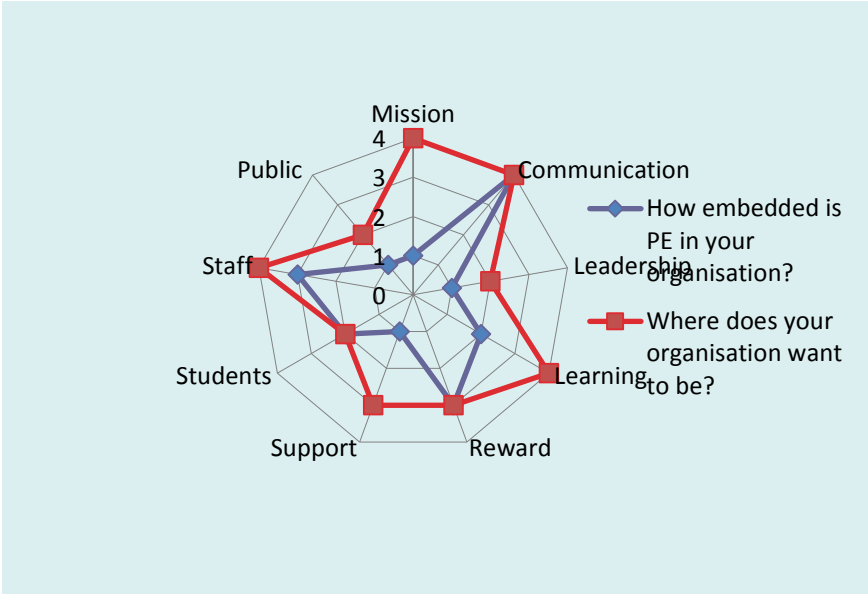 Mission
4
Public
Communication
3
How embedded is
PE in your
organisation?
2
Staff
1
Leadership
0
Where does your
organisation want
to be?
Students
Learning
Support
Reward